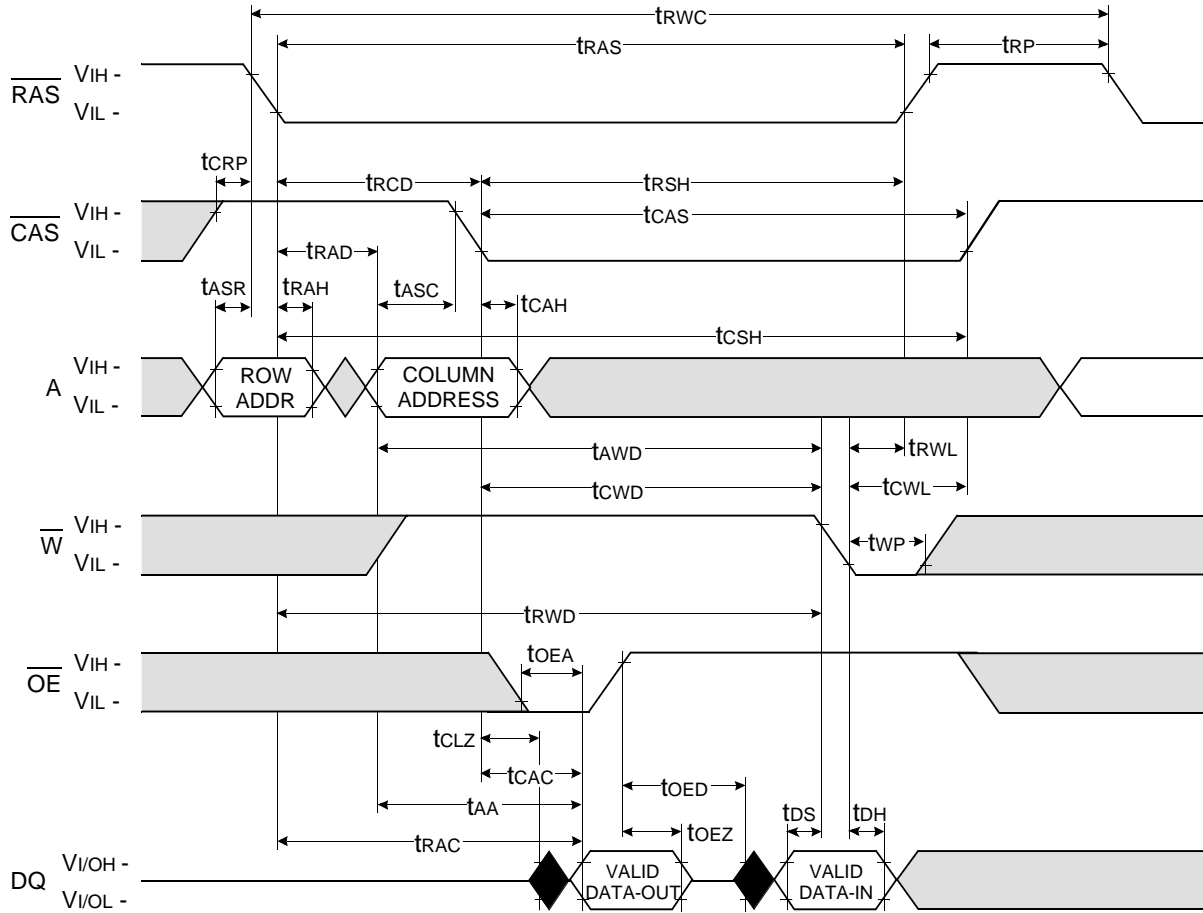 tRWC
tRAS
tRP
RAS
VIH -
VIL -
tCRP
tRCD
tRSH
CAS
VIH -
VIL -
tCAS
tRAD
tASR
tRAH
tASC
tCAH
tCSH
A
VIH -
VIL -
ROW
ADDR
COLUMN
ADDRESS
tAWD
tRWL
tCWD
tCWL
W
VIH -
VIL -
tWP
tRWD
OE
VIH -
VIL -
tOEA
tCLZ
tCAC
tOED
tAA
tDS
tDH
tRAC
tOEZ
DQ
VI/OH -
VI/OL -
VALID
DATA-OUT
VALID
DATA-IN